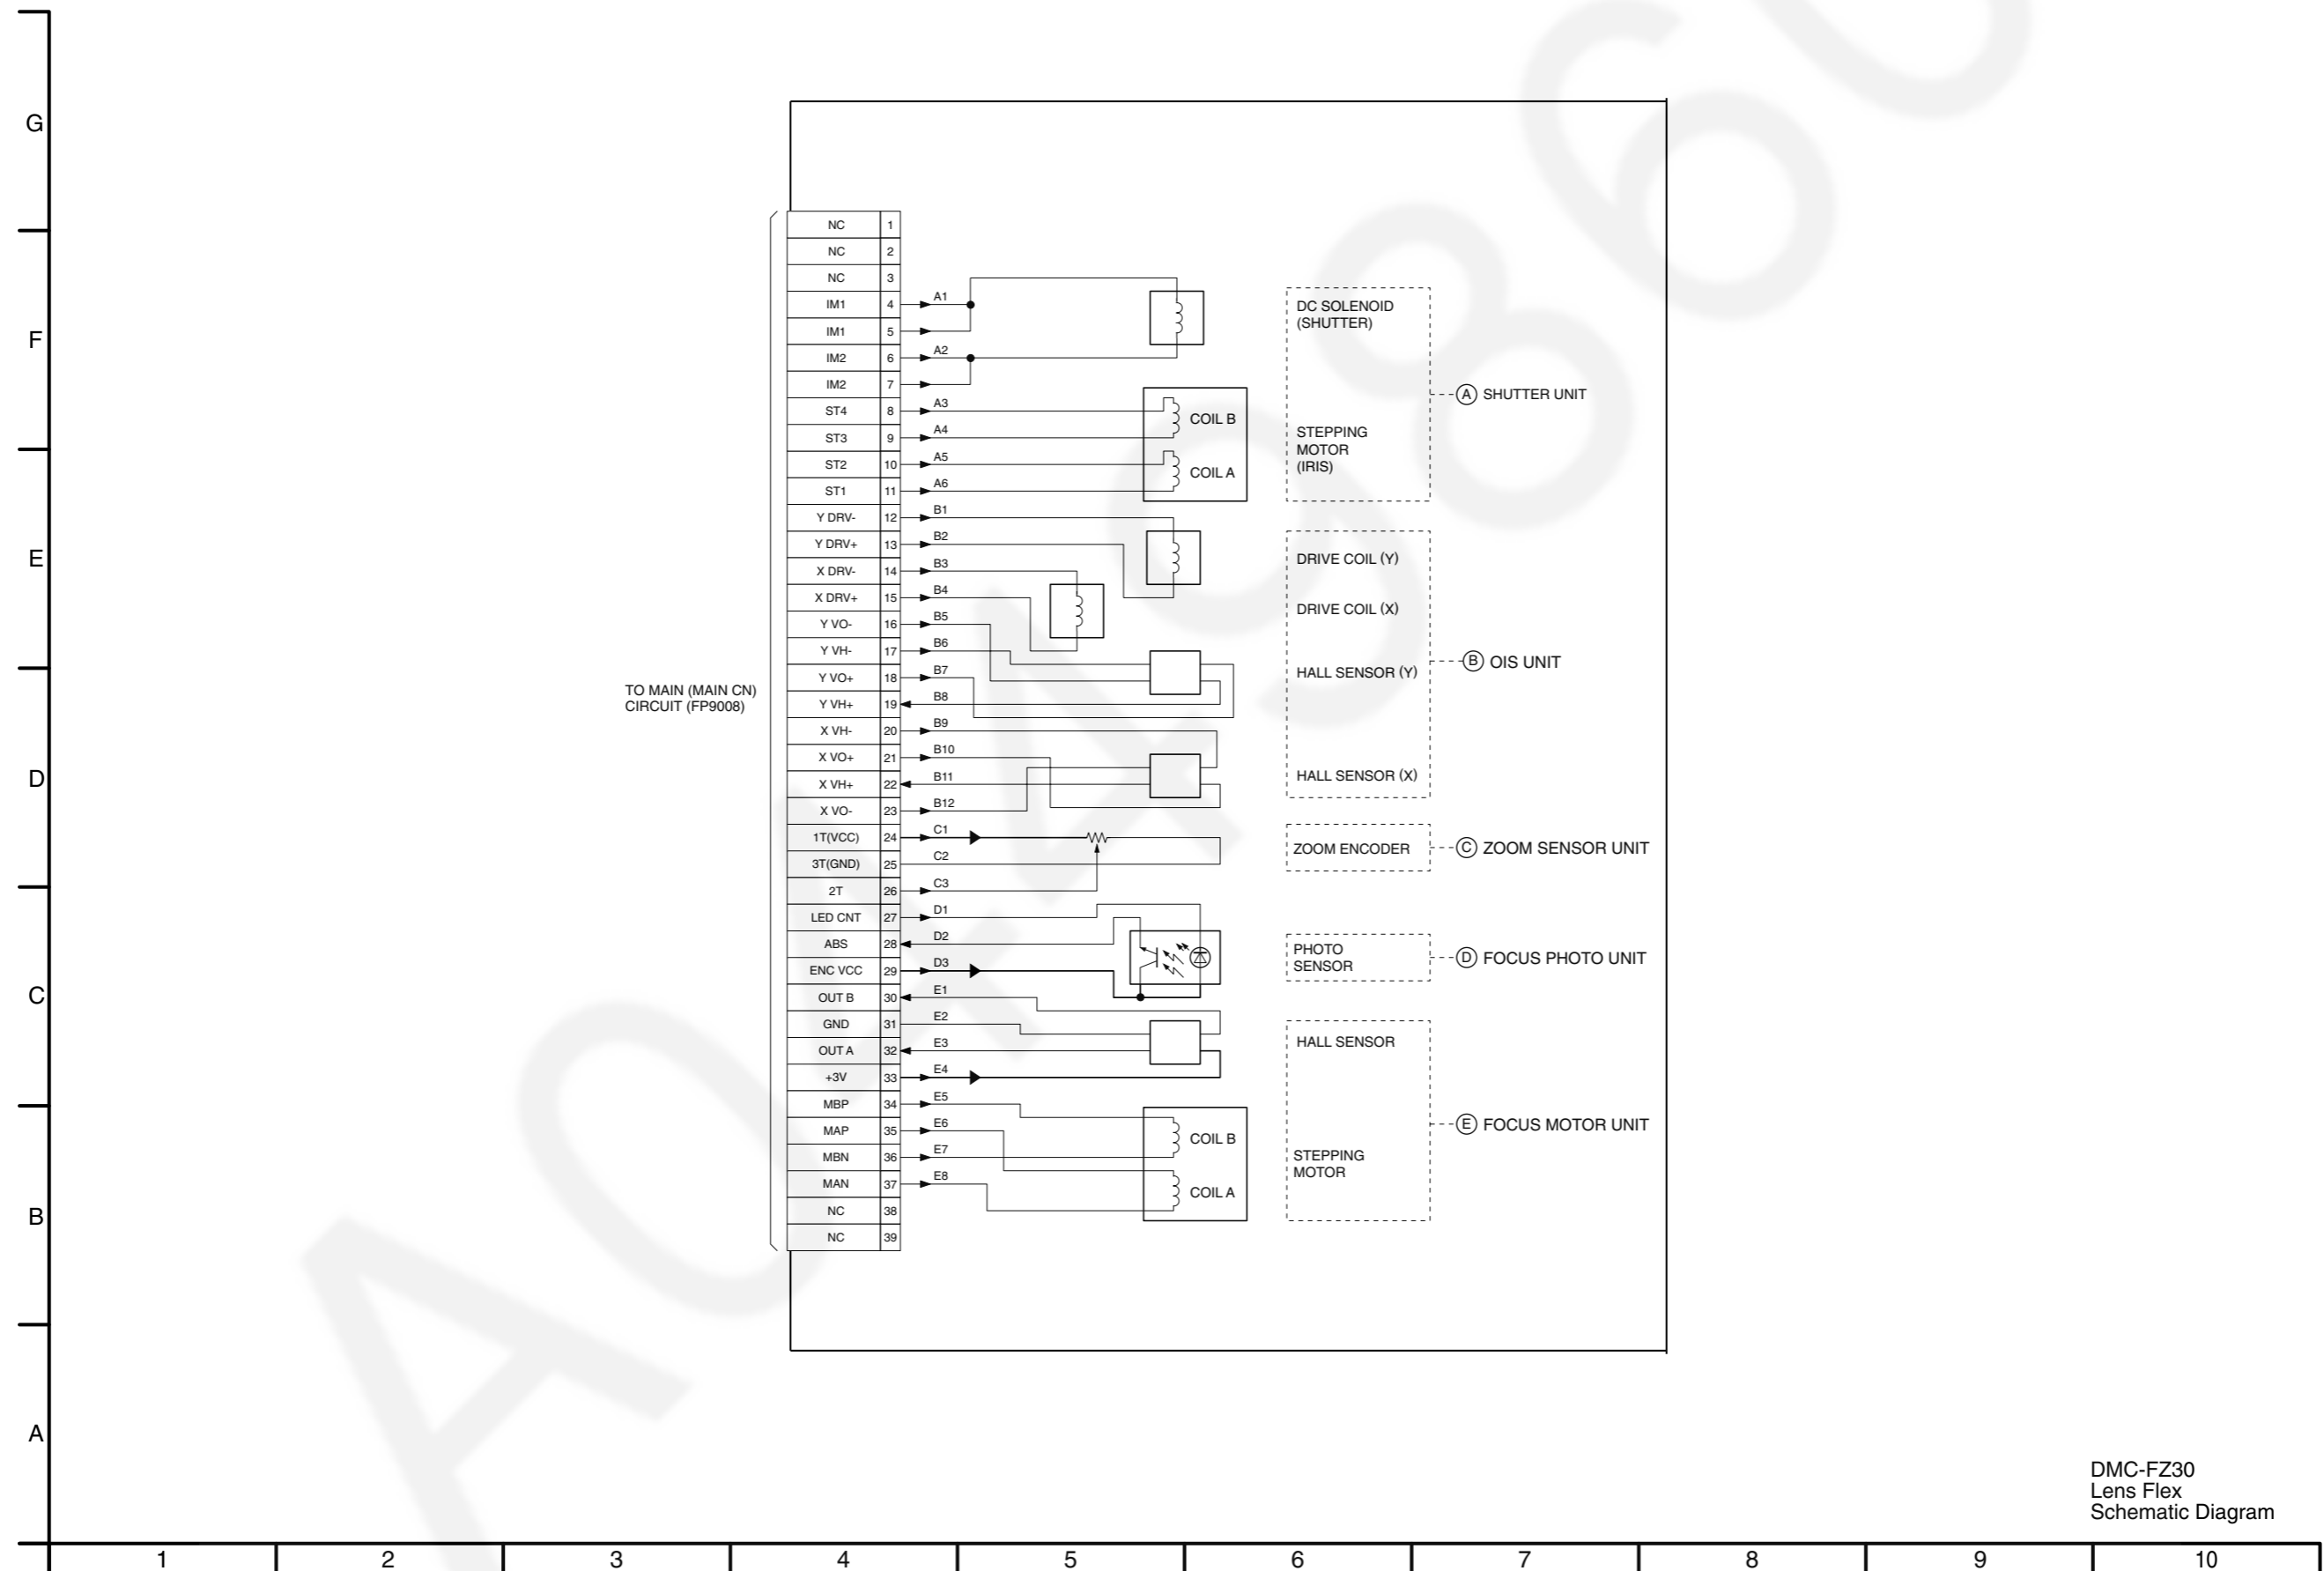 G
F
E
D
C
B
A
TO MAIN (MAIN CN)
CIRCUIT (FP9008)
NC 1
NC 2
NC 3
IM1 4 A1
IM1 5
IM2 6 A2
IM2 7
ST4 8 A3
ST3 9 A4
ST2 10 A5
ST1 11 A6
Y DRV- 12 B1
Y DRV+ 13 B2
X DRV- 14 B3
X DRV+ 15 B4
Y VO- 16 B5
Y VH- 17 B6
Y VO+ 18 B7
Y VH+ 19 B8
X VH- 20 B9
X VO+ 21 B10
X VH+ 22 B11
X VO- 23 B12
1T(VCC) 24 C1
3T(GND) 25 C2
2T 26 C3
LED CNT 27 D1
ABS 28 D2
ENC VCC 29 D3
OUT B 30 E1
GND 31 E2
OUT A 32 E3
+3V 33 E4
MBP 34 E5
MAP 35 E6
MBN 36 E7
MAN 37 E8
NC 38
NC 39
COIL B
COIL A
COIL B
COIL A
DC SOLENOID
(SHUTTER)
STEPPING
MOTOR
(IRIS)
A SHUTTER UNIT
DRIVE COIL (Y)
DRIVE COIL (X)
HALL SENSOR (Y)
HALL SENSOR (X)
B OIS UNIT
ZOOM ENCODER
C ZOOM SENSOR UNIT
PHOTO
SENSOR
D FOCUS PHOTO UNIT
HALL SENSOR
STEPPING
MOTOR
E FOCUS MOTOR UNIT
DMC-FZ30
Lens Flex
Schematic Diagram
1 2 3 4 5 6 7 8 9 10